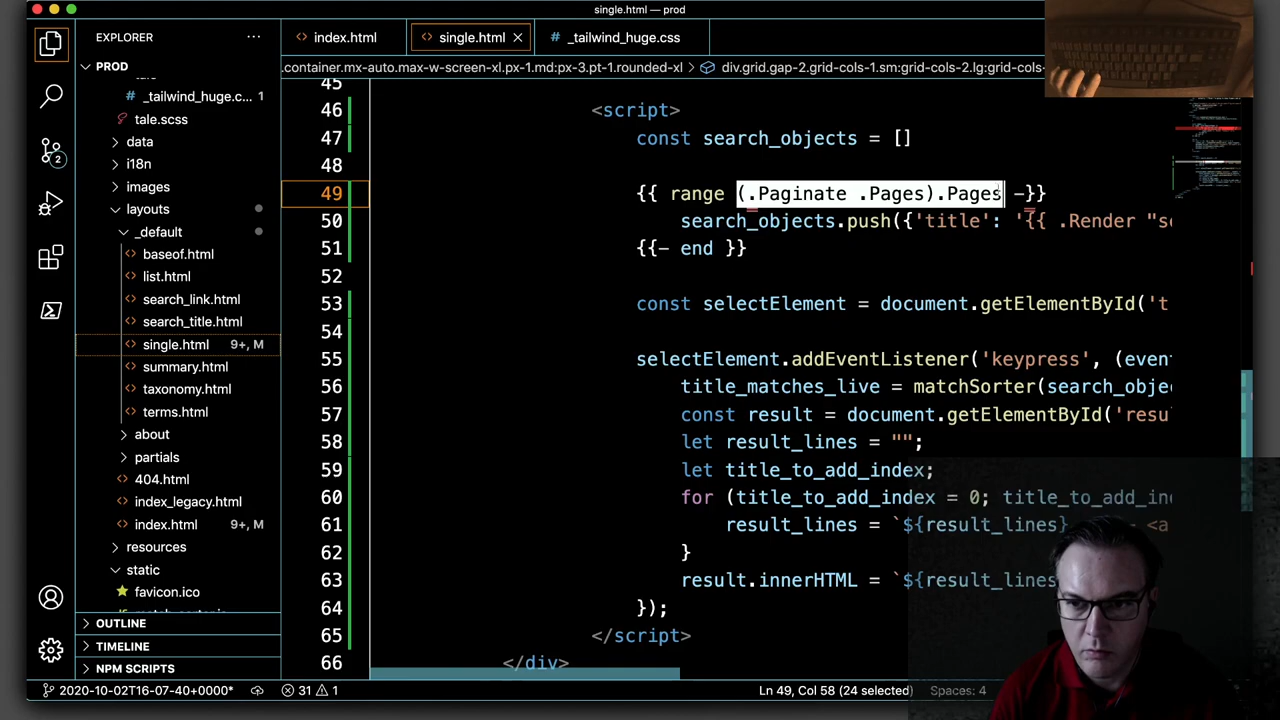 single.html — prod
EXPLORER
···
index.html
single.html
# _tailwind_huge.css
PROD
.container.mx-auto.max-w-screen-xl.px-1.md:px-3.pt-1.rounded-xl > div.grid.gap-2.grid-cols-1.sm:grid-cols-2.lg:grid-cols-
# _tailwind_huge.c... 1
tale.scss
data
i18n
images
layouts
_default
baseof.html
list.html
search_link.html
search_title.html
single.html 9+, M
summary.html
taxonomy.html
terms.html
about
partials
404.html
index_legacy.html
index.html 9+, M
resources
static
favicon.ico
OUTLINE
TIMELINE
NPM SCRIPTS
2
45
46 <script>
47 const search_objects = []
48
49 {{ range (.Paginate .Pages).Pages -}}
50 search_objects.push({'title': '{{ .Render "se
51 {{- end }}
52
53 const selectElement = document.getElementById('t
54
55 selectElement.addEventListener('keypress', (even
56 title_matches_live = matchSorter(search_obje
57 const result = document.getElementById('resu
58 let result_lines = "";
59 let title_to_add_index;
60 for (title_to_add_index = 0; title_to_add_in
61 result_lines = `${result_lines} <a
62 }
63 result.innerHTML = `${result_lines
64 });
65 </script>
66 </div>
2020-10-02T16-07-40+0000* 31 1
Ln 49, Col 58 (24 selected) Spaces: 4